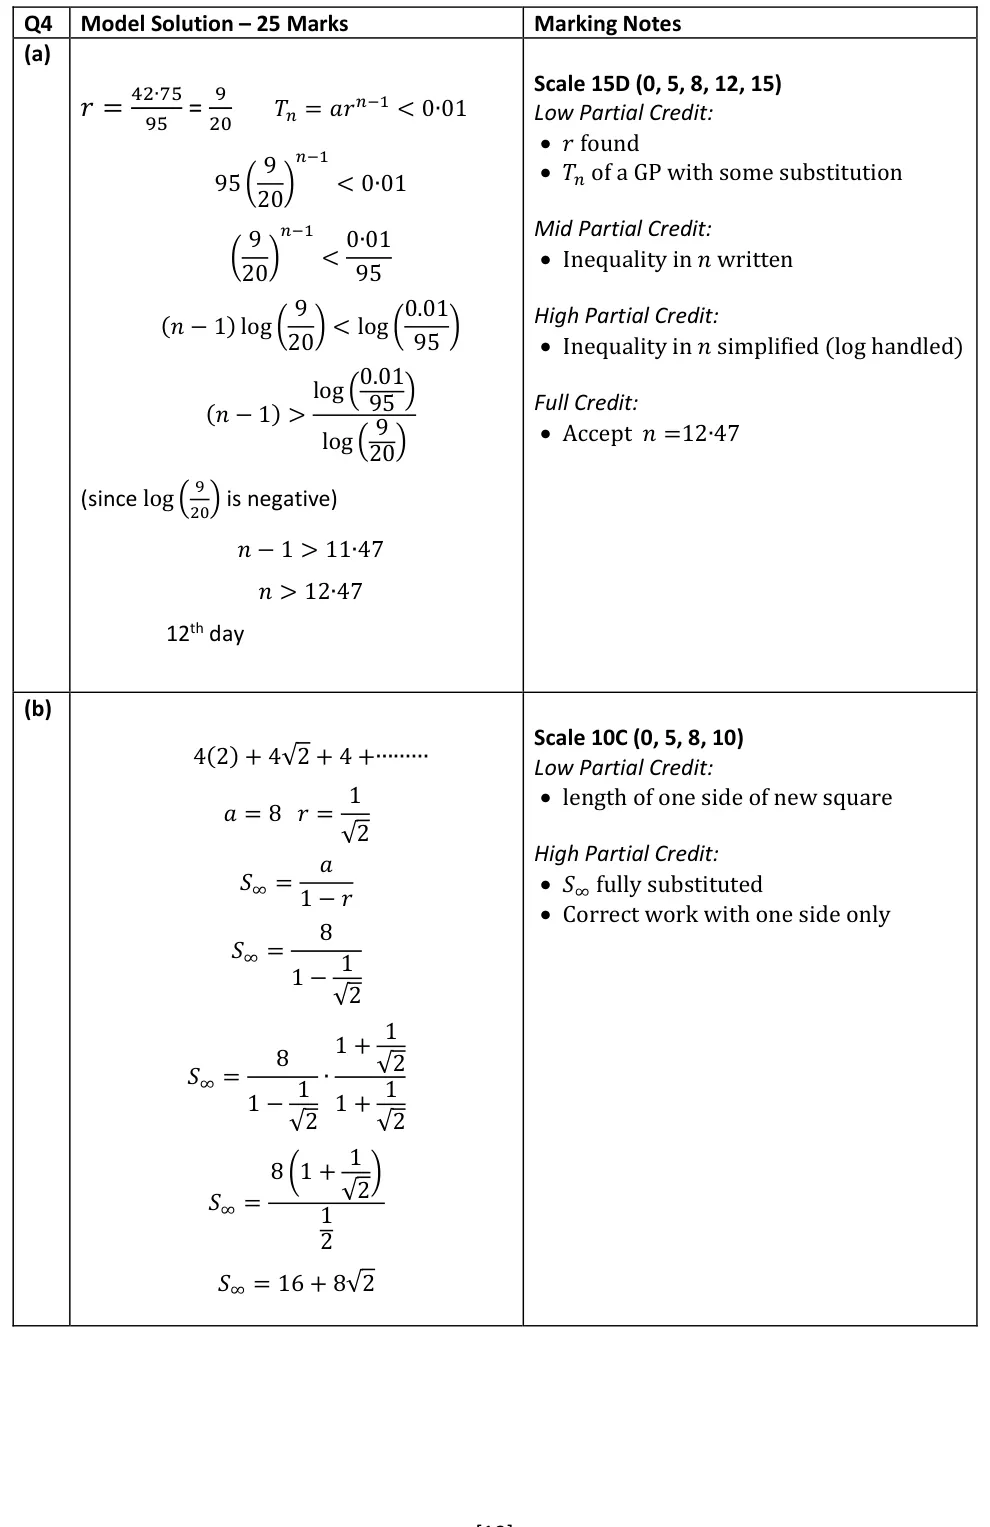 Q4 Model Solution – 25 Marks Marking Notes
(a)
r = 42·75/95 = 9/20 Tₙ = arⁿ⁻¹ < 0·01
95(9/20)ⁿ⁻¹ < 0·01
(9/20)ⁿ⁻¹ < 0·01/95
(n − 1) log(9/20) < log(0.01/95)
(n − 1) > log(0.01/95)/log(9/20)
(since log(9/20) is negative)
n − 1 > 11·47
n > 12·47
12th day
Scale 15D (0, 5, 8, 12, 15)
Low Partial Credit:
• r found
• Tₙ of a GP with some substitution
Mid Partial Credit:
• Inequality in n written
High Partial Credit:
• Inequality in n simplified (log handled)
Full Credit:
• Accept n =12·47
(b)
4(2) + 4√2 + 4 +·········
a = 8 r = 1/√2
S∞ = a/(1 − r)
S∞ = 8/(1 − 1/√2)
S∞ = 8/(1 − 1/√2) · (1 + 1/√2)/(1 + 1/√2)
S∞ = 8(1 + 1/√2)/(1/2)
S∞ = 16 + 8√2
Scale 10C (0, 5, 8, 10)
Low Partial Credit:
• length of one side of new square
High Partial Credit:
• S∞ fully substituted
• Correct work with one side only